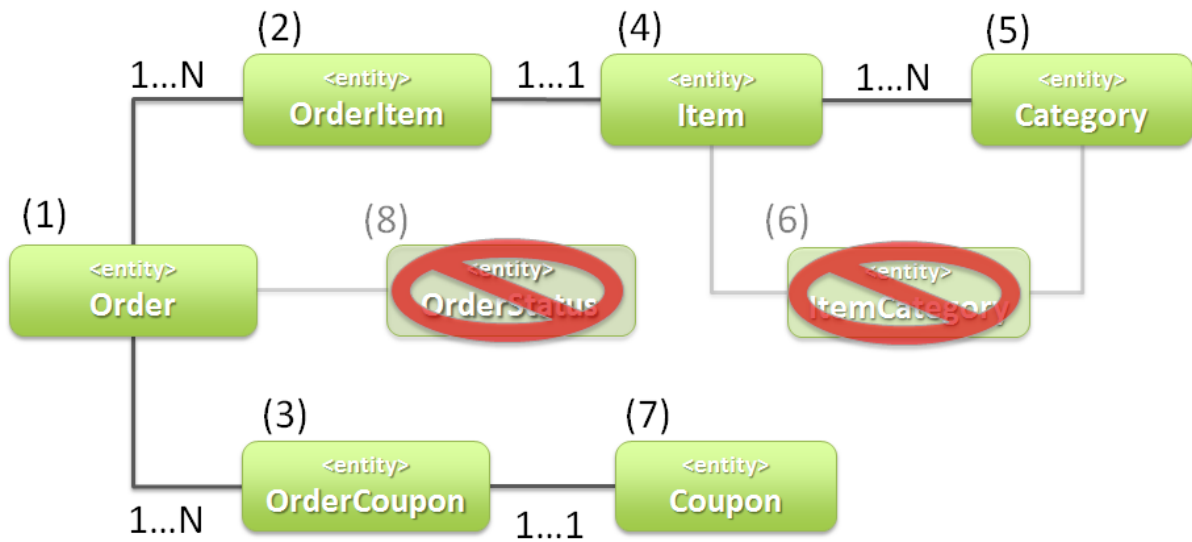 (2)
(4)
(5)
1...N
<entity>
OrderItem
1...1
<entity>
Item
1...N
<entity>
Category
(1)
(8)
(6)
<entity>
Order
<entity>
OrderStatus
<entity>
ItemCategory
(3)
(7)
<entity>
OrderCoupon
<entity>
Coupon
1...N
1...1